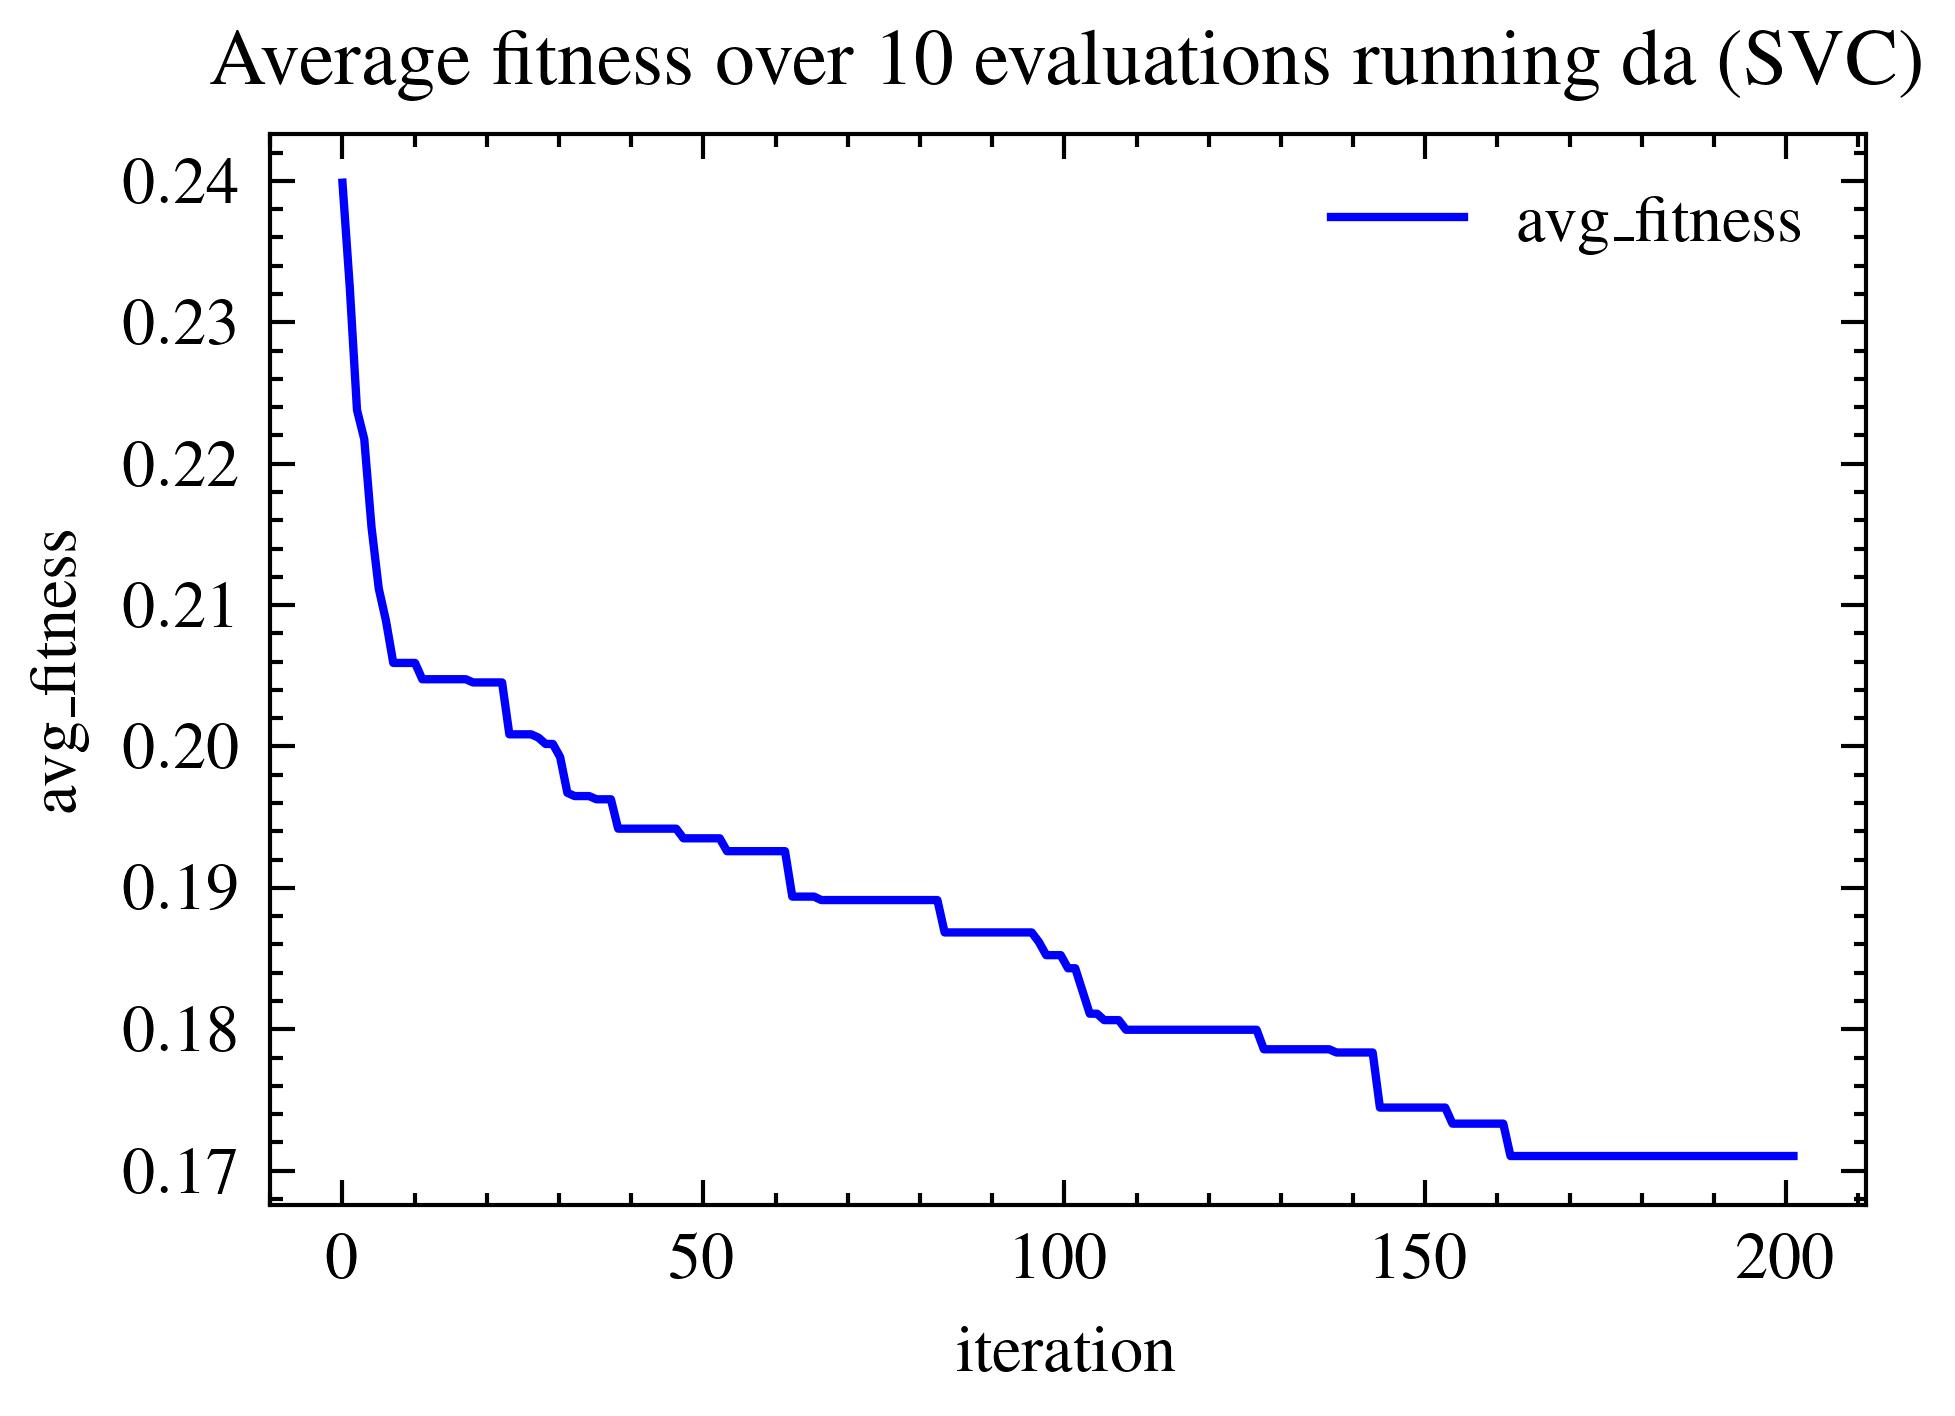 Average fitness over 10 evaluations running da (SVC)
avg_fitness
0.24
0.23
0.22
0.21
0.20
0.19
0.18
0.17
avg_fitness
0 50 100 150 200
iteration